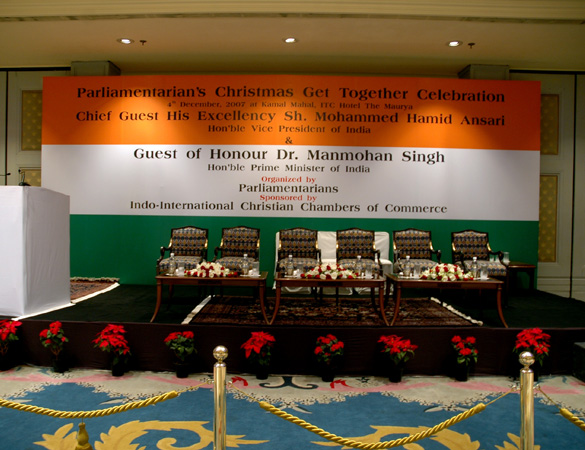 Parliamentarian's Christmas Get Together Celebration
4th December, 2007 at Kamal Mahal, ITC Hotel The Maurya
Chief Guest His Excellency Sh. Mohammed Hamid Ansari
Hon'ble Vice President of India
&
Guest of Honour Dr. Manmohan Singh
Hon'ble Prime Minister of India
Organized by
Parliamentarians
Sponsored by
Indo-International Christian Chambers of Commerce